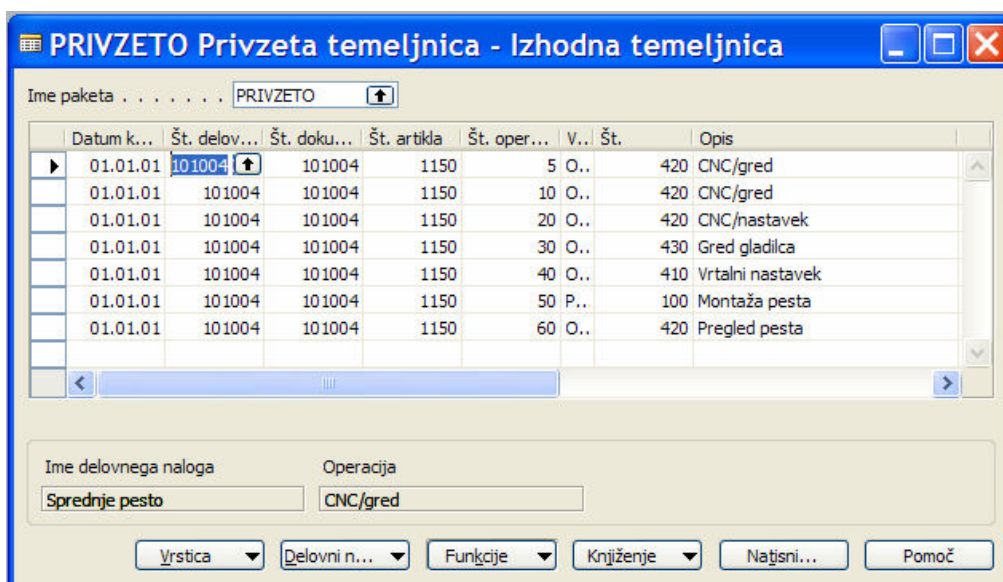 PRIVZETO Privzeta temeljnica - Izhodna temeljnica
Ime paketa . . . . . . . PRIVZETO
Datum k... Št. delov... Št. doku... Št. artikla Št. oper... V... Št. Opis
01.01.01 101004 101004 1150 5 O... 420 CNC/gred
01.01.01 101004 101004 1150 10 O... 420 CNC/gred
01.01.01 101004 101004 1150 20 O... 420 CNC/nastavek
01.01.01 101004 101004 1150 30 O... 430 Gred gladilca
01.01.01 101004 101004 1150 40 O... 410 Vrtalni nastavek
01.01.01 101004 101004 1150 50 P... 100 Montaža pesta
01.01.01 101004 101004 1150 60 O... 420 Pregled pesta
Ime delovnega naloga Operacija
Sprednje pesto CNC/gred
Vrstica Delovni n... Funkcije Knjiženje Natisni... Pomoč